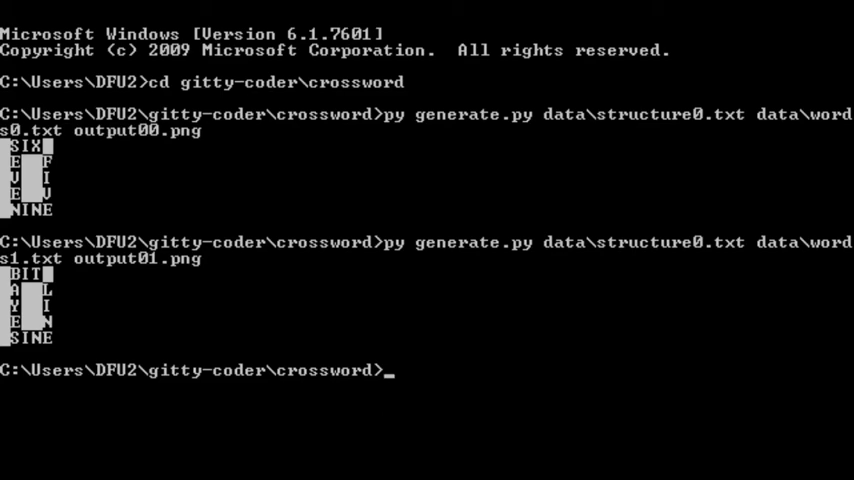 Microsoft Windows [Version 6.1.7601]
Copyright (c) 2009 Microsoft Corporation.  All rights reserved.
C:\Users\DFU2>cd gitty-coder\crossword
C:\Users\DFU2\gitty-coder\crossword>py generate.py data\structure0.txt data\word
s0.txt output00.png
█SIX█
█E██F
█V██I
█E██V
█NINE
C:\Users\DFU2\gitty-coder\crossword>py generate.py data\structure0.txt data\word
s1.txt output01.png
█BIT█
█A██L
█Y██I
█E██N
█SINE
C:\Users\DFU2\gitty-coder\crossword>_